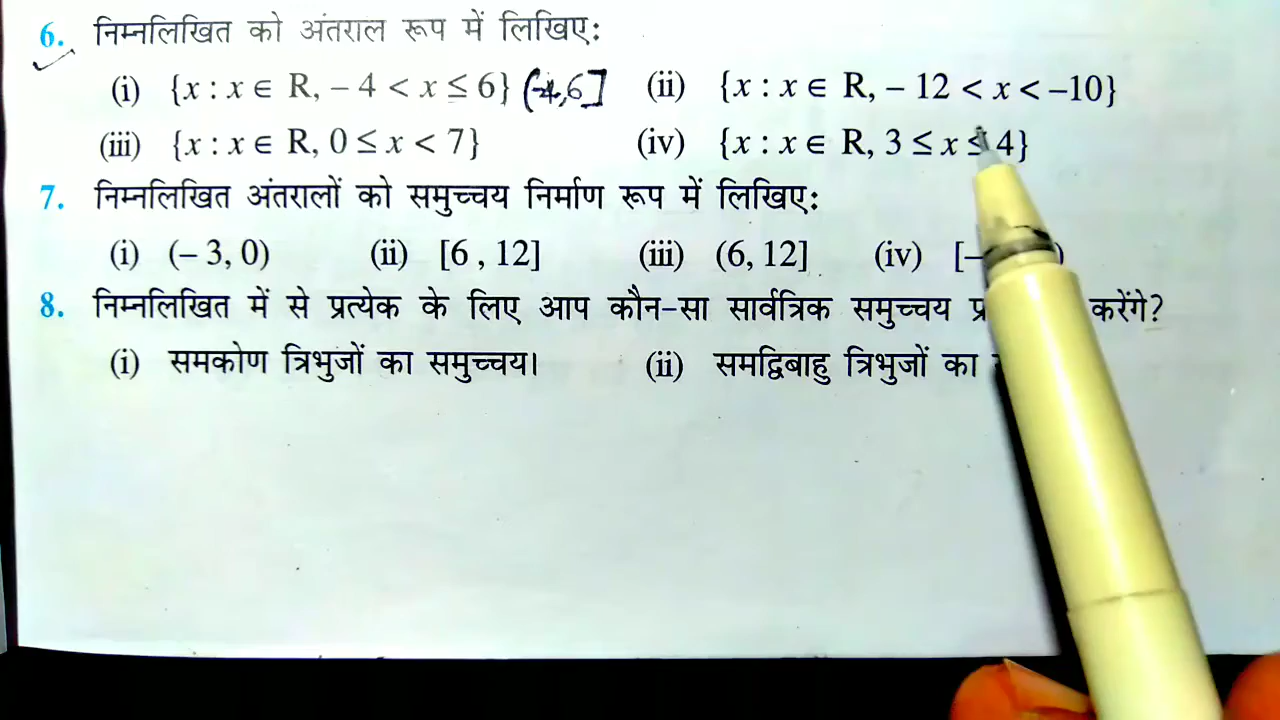 6. निम्नलिखित को अंतराल रूप में लिखिए:
(i) {x : x ∈ R, – 4 < x ≤ 6} (-4,6] (ii) {x : x ∈ R, – 12 < x < –10}
(iii) {x : x ∈ R, 0 ≤ x < 7} (iv) {x : x ∈ R, 3 ≤ x ≤ 4}
7. निम्नलिखित अंतरालों को समुच्चय निर्माण रूप में लिखिए:
(i) (– 3, 0) (ii) [6 , 12] (iii) (6, 12] (iv) [– )
8. निम्नलिखित में से प्रत्येक के लिए आप कौन-सा सार्वत्रिक समुच्चय करेंगे?
(i) समकोण त्रिभुजों का समुच्चय। (ii) समद्विबाहु त्रिभुजों का